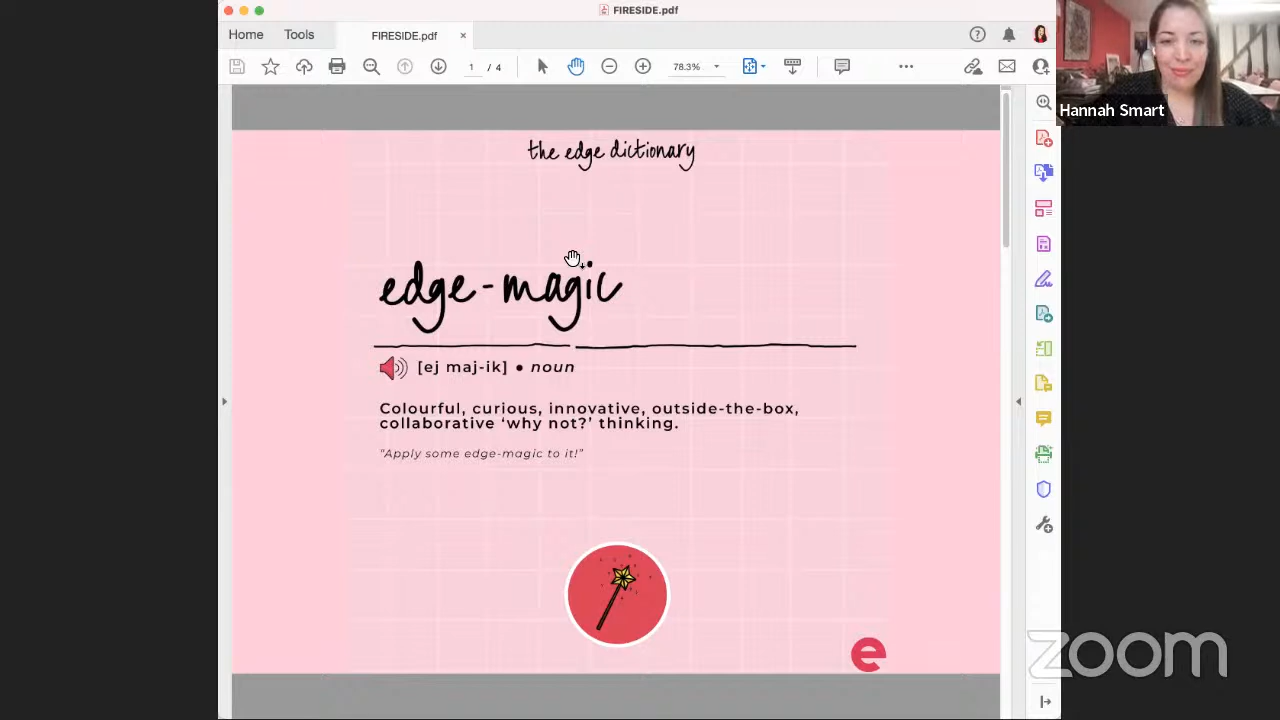 FIRESIDE.pdf
Home Tools FIRESIDE.pdf ×
1 / 4 78.3%
Hannah Smart
the edge dictionary
edge-magic
[ej maj-ik] • noun
Colourful, curious, innovative, outside-the-box,
collaborative ‘why not?’ thinking.
"Apply some edge-magic to it!"
e
zoom